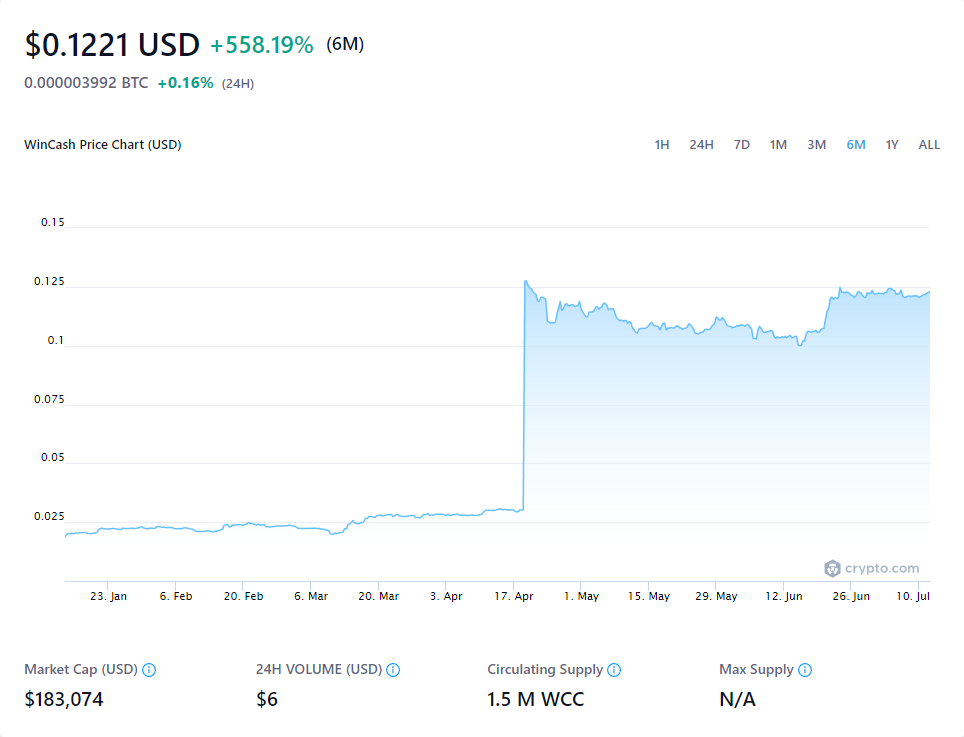 $0.1221 USD +558.19% (6M)
0.000003992 BTC +0.16% (24H)
WinCash Price Chart (USD) 1H 24H 7D 1M 3M 6M 1Y ALL
0.15
0.125
0.1
0.075
0.05
0.025
crypto.com
23. Jan 6. Feb 20. Feb 6. Mar 20. Mar 3. Apr 17. Apr 1. May 15. May 29. May 12. Jun 26. Jun 10. Jul
Market Cap (USD) 24H VOLUME (USD) Circulating Supply Max Supply
$183,074 $6 1.5 M WCC N/A